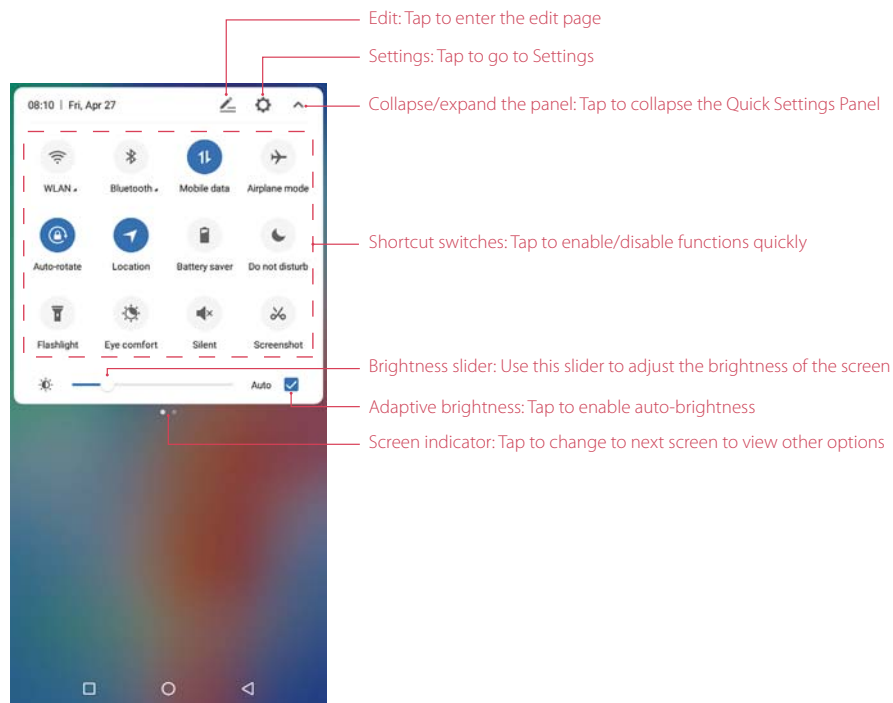 Edit: Tap to enter the edit page
Settings: Tap to go to Settings
08:10 | Fri, Apr 27
Collapse/expand the panel: Tap to collapse the Quick Settings Panel
WLAN Bluetooth Mobile data Airplane mode
Shortcut switches: Tap to enable/disable functions quickly
Auto-rotate Location Battery saver Do not disturb
Flashlight Eye comfort Silent Screenshot
Brightness slider: Use this slider to adjust the brightness of the screen
Auto
Adaptive brightness: Tap to enable auto-brightness
Screen indicator: Tap to change to next screen to view other options